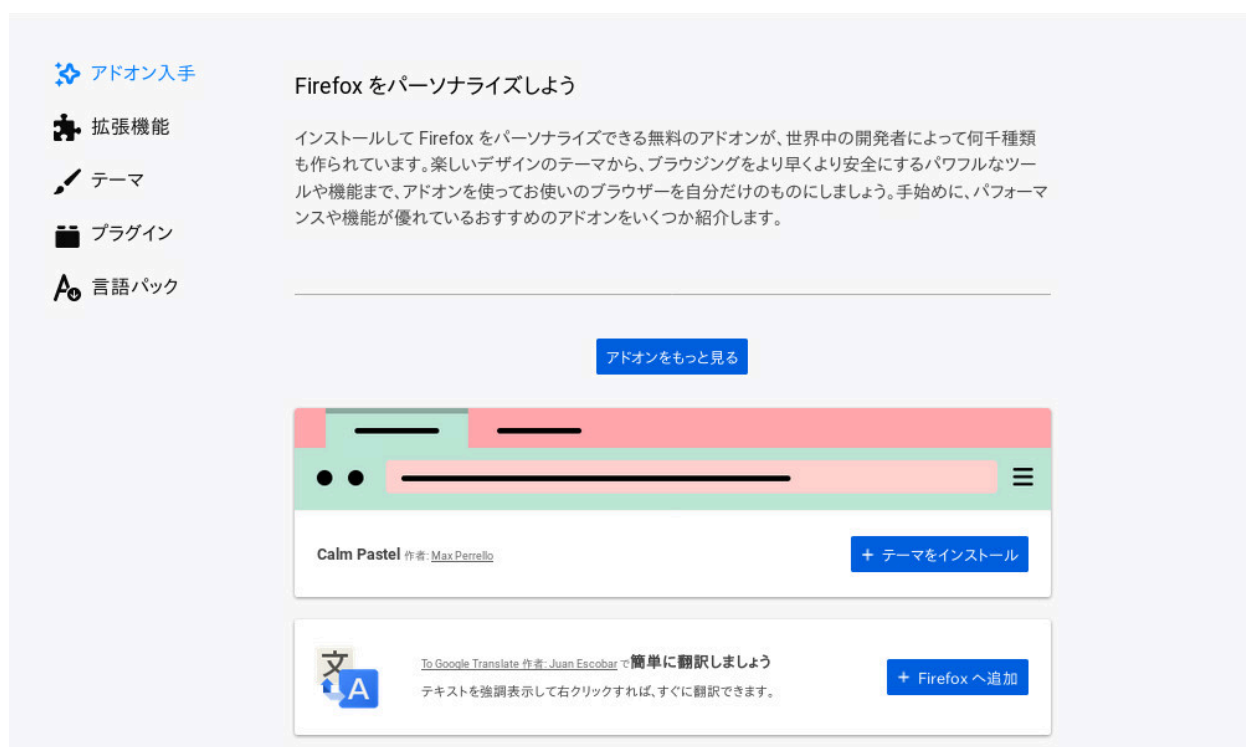 アドオン入手
拡張機能
テーマ
プラグイン
言語パック
Firefox をパーソナライズしよう
インストールして Firefox をパーソナライズできる無料のアドオンが、世界中の開発者によって何千種類
も作られています。楽しいデザインのテーマから、ブラウジングをより早くより安全にするパワフルなツー
ルや機能まで、アドオンを使ってお使いのブラウザーを自分だけのものにしましょう。手始めに、パフォーマ
ンスや機能が優れているおすすめのアドオンをいくつか紹介します。
アドオンをもっと見る
Calm Pastel 作者: Max Perrello
+ テーマをインストール
文
A
To Google Translate 作者: Juan Escobar で簡単に翻訳しましょう
テキストを強調表示して右クリックすれば、すぐに翻訳できます。
+ Firefox へ追加